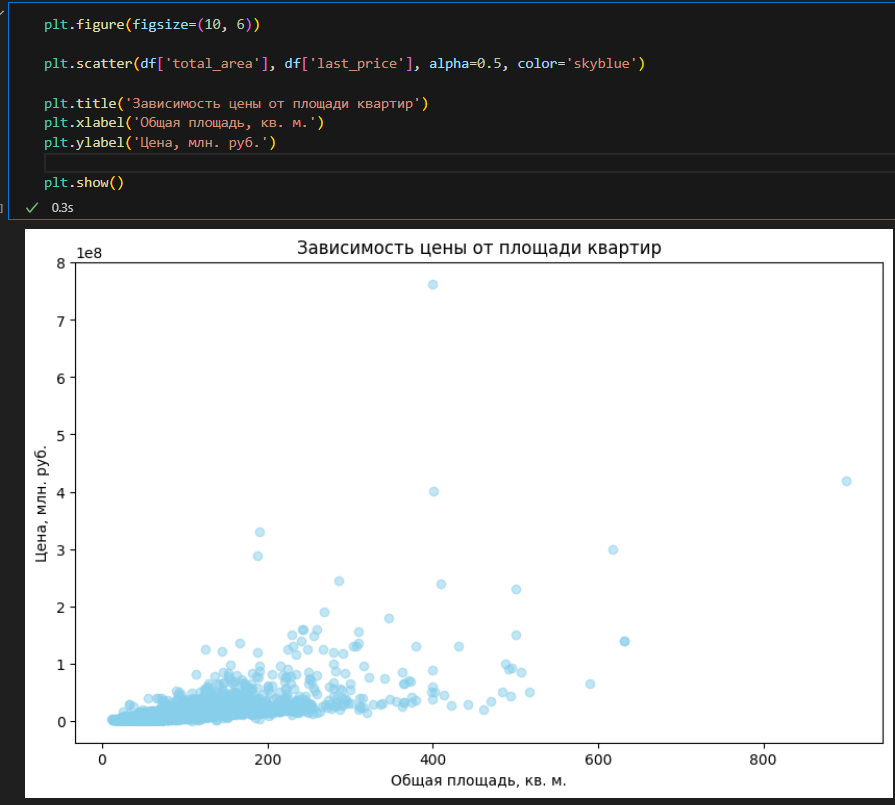 plt.figure(figsize=(10, 6))
plt.scatter(df['total_area'], df['last_price'], alpha=0.5, color='skyblue')
plt.title('Зависимость цены от площади квартир')
plt.xlabel('Общая площадь, кв. м.')
plt.ylabel('Цена, млн. руб.')
plt.show()
]
0.3s
Зависимость цены от площади квартир
1e8
8
7
6
5
4
3
2
1
0
Цена, млн. руб.
0 200 400 600 800
Общая площадь, кв. м.